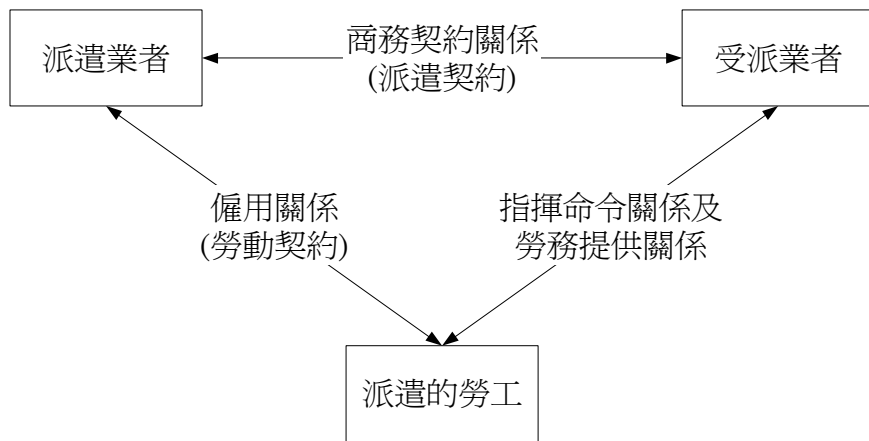 派遣業者
商務契約關係
(派遣契約)
受派業者
僱用關係
(勞動契約)
指揮命令關係及
勞務提供關係
派遣的勞工